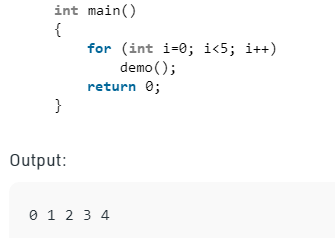 int main()
{
for (int i=0; i<5; i++)
demo();
return 0;
}
Output:
0 1 2 3 4